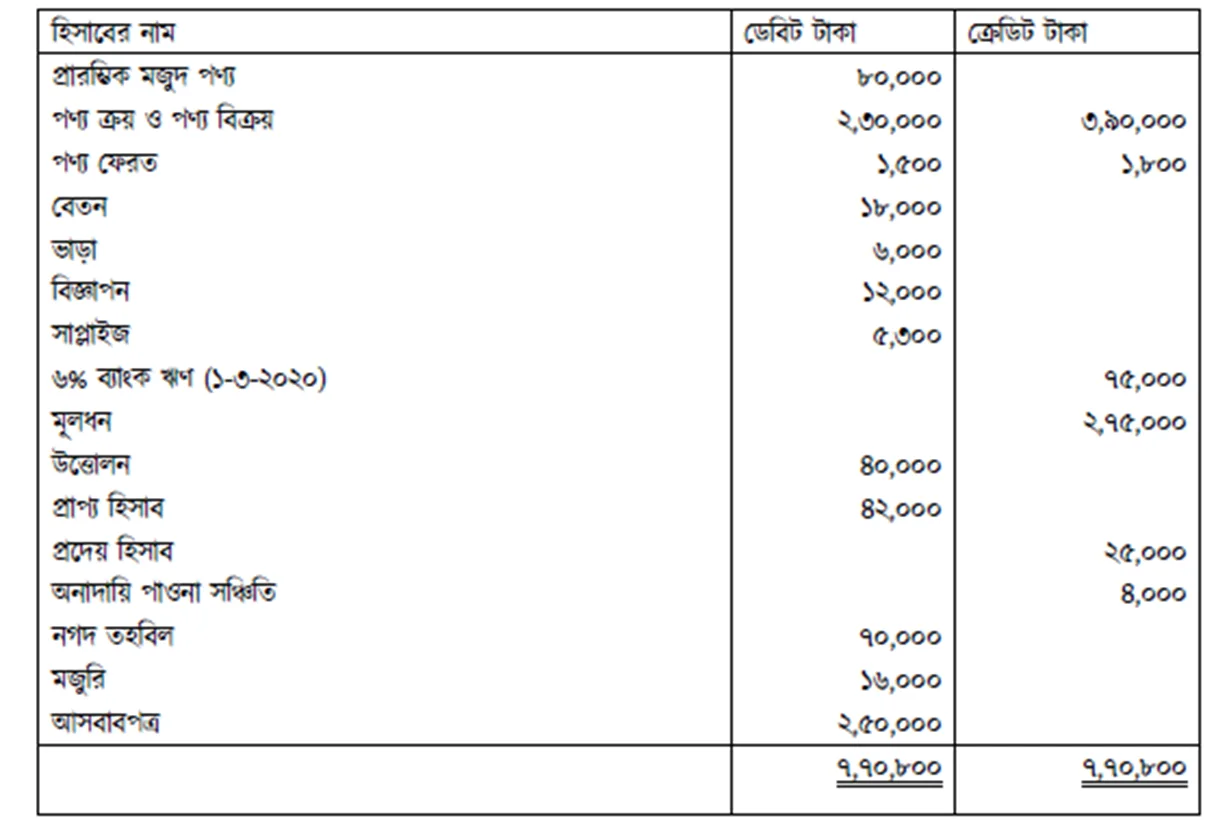 হিসাবের নাম ডেবিট টাকা ক্রেডিট টাকা
প্রারম্ভিক মজুদ পণ্য ৮০,০০০
পণ্য ক্রয় ও পণ্য বিক্রয় ২,৩০,০০০ ৩,৯০,০০০
পণ্য ফেরত ১,৫০০ ১,৮০০
বেতন ১৮,০০০
ভাড়া ৬,০০০
বিজ্ঞাপন ১২,০০০
সাপ্লাইজ ৫,৩০০
৬% ব্যাংক ঋণ (১-৩-২০২০) ৭৫,০০০
মূলধন ২,৭৫,০০০
উত্তোলন ৪০,০০০
প্রাপ্য হিসাব ৪২,০০০
প্রদেয় হিসাব ২৫,০০০
অনাদায়ি পাওনা সঞ্চিতি ৪,০০০
নগদ তহবিল ৭০,০০০
মজুরি ১৬,০০০
আসবাবপত্র ২,৫০,০০০
৭,৭০,৮০০ ৭,৭০,৮০০